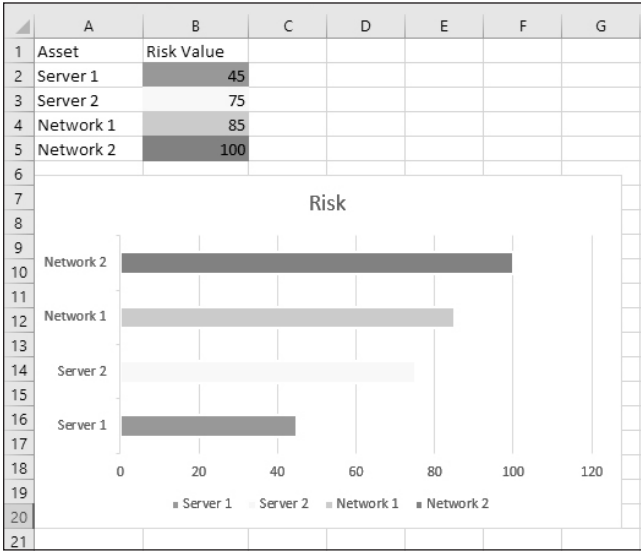 A B C D E F G
1 Asset Risk Value
2 Server 1 45
3 Server 2 75
4 Network 1 85
5 Network 2 100
6
7 Risk
8
9 Network 2
10
11
12 Network 1
13
14 Server 2
15
16 Server 1
17
18 0 20 40 60 80 100 120
19
20 Server 1 Server 2 Network 1 Network 2
21